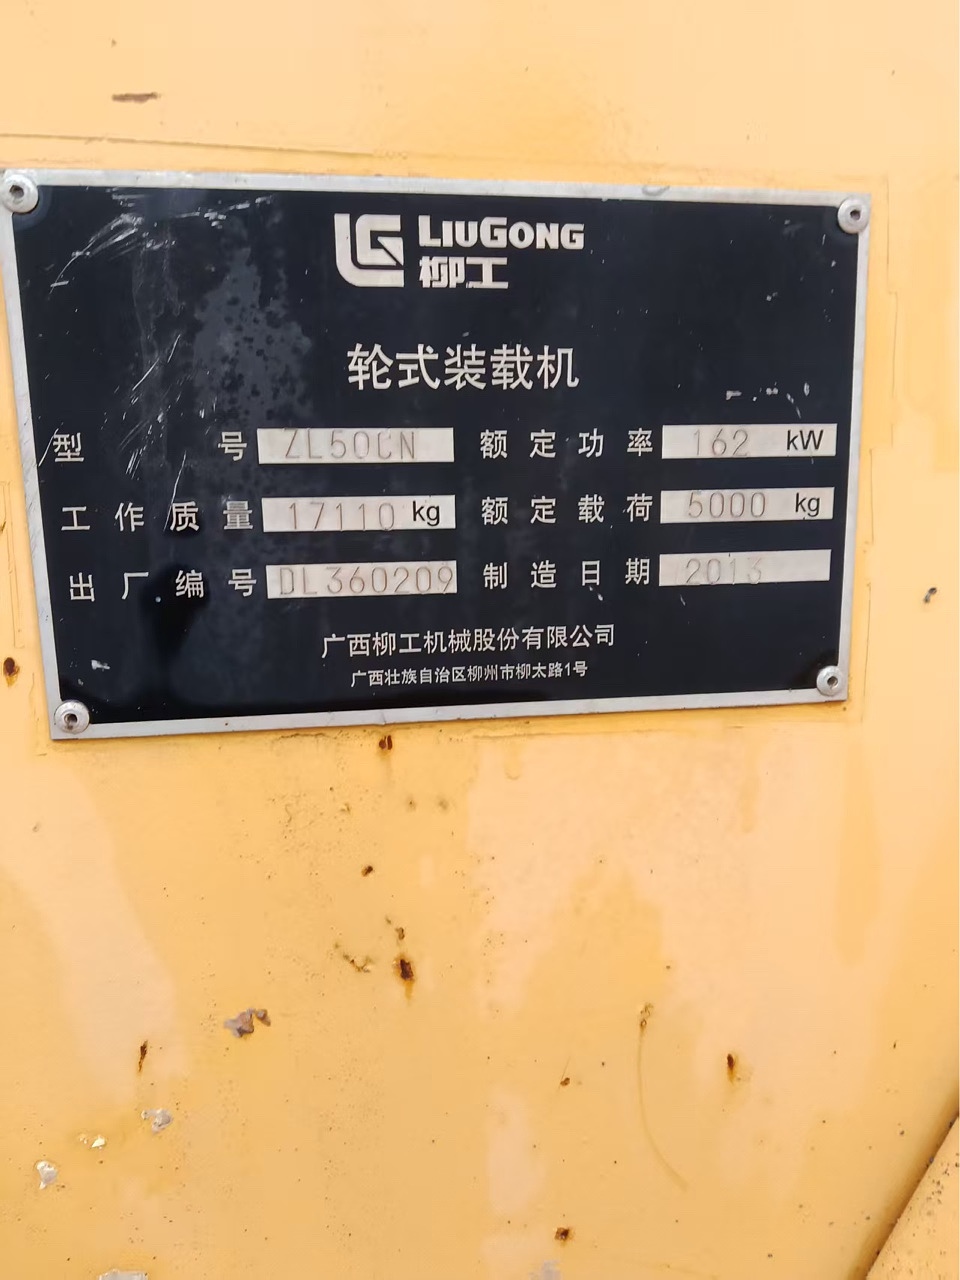 LIUGONG
柳工
轮式装载机
型号 ZL50CN 额定功率 162 kW
工作质量 17110 kg 额定载荷 5000 kg
出厂编号 DL360209 制造日期 2013
广西柳工机械股份有限公司
广西壮族自治区柳州市柳太路1号